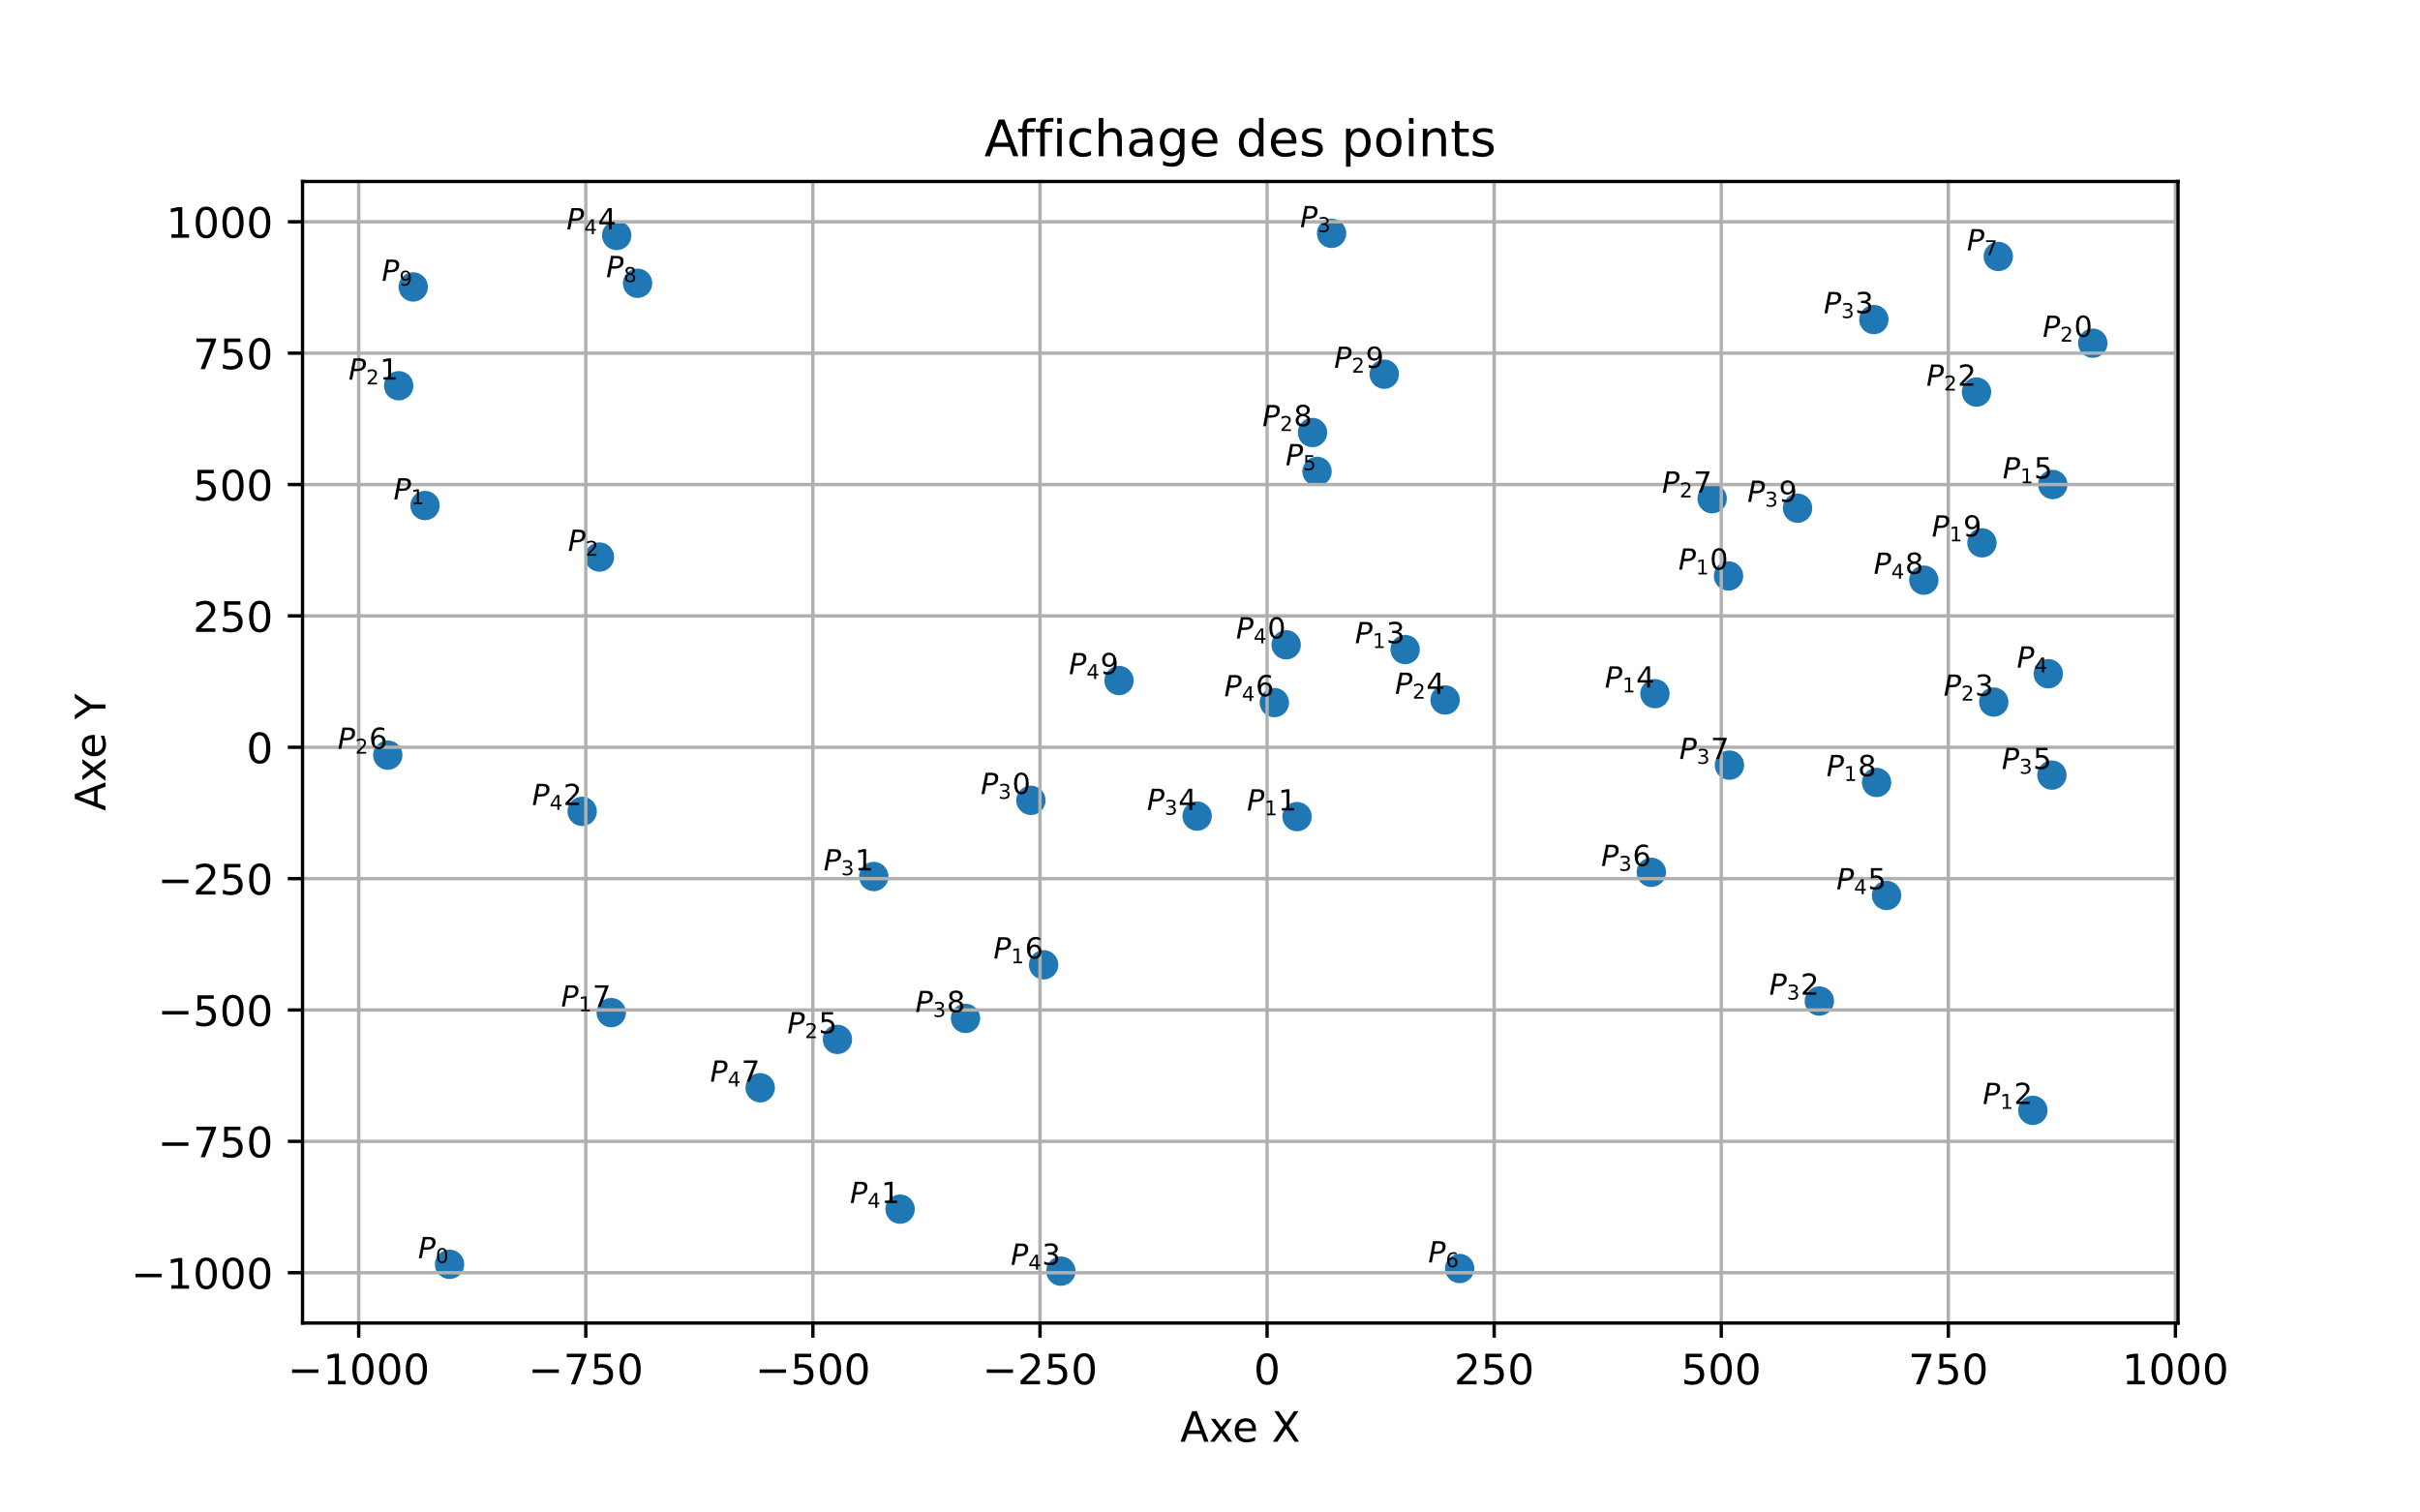 Affichage des points
1000
750
500
250
0
−250
−500
−750
−1000
Axe Y
P₄4
P₃
P₇
P₉
P₈
P₃3
P₂0
P₂9
P₂1
P₂2
P₂8
P₅
P₁5
P₂7
P₃9
P₁
P₁9
P₂
P₁0
P₄8
P₄0
P₁3
P₄9
P₄
P₁4
P₂4
P₄6
P₂3
P₂6
P₃7
P₃5
P₁8
P₃0
P₄2
P₃4
P₁1
P₃1
P₃6
P₄5
P₁6
P₃2
P₁7
P₃8
P₂5
P₄7
P₁2
P₄1
P₀
P₆
P₄3
−1000 −750 −500 −250 0 250 500 750 1000
Axe X